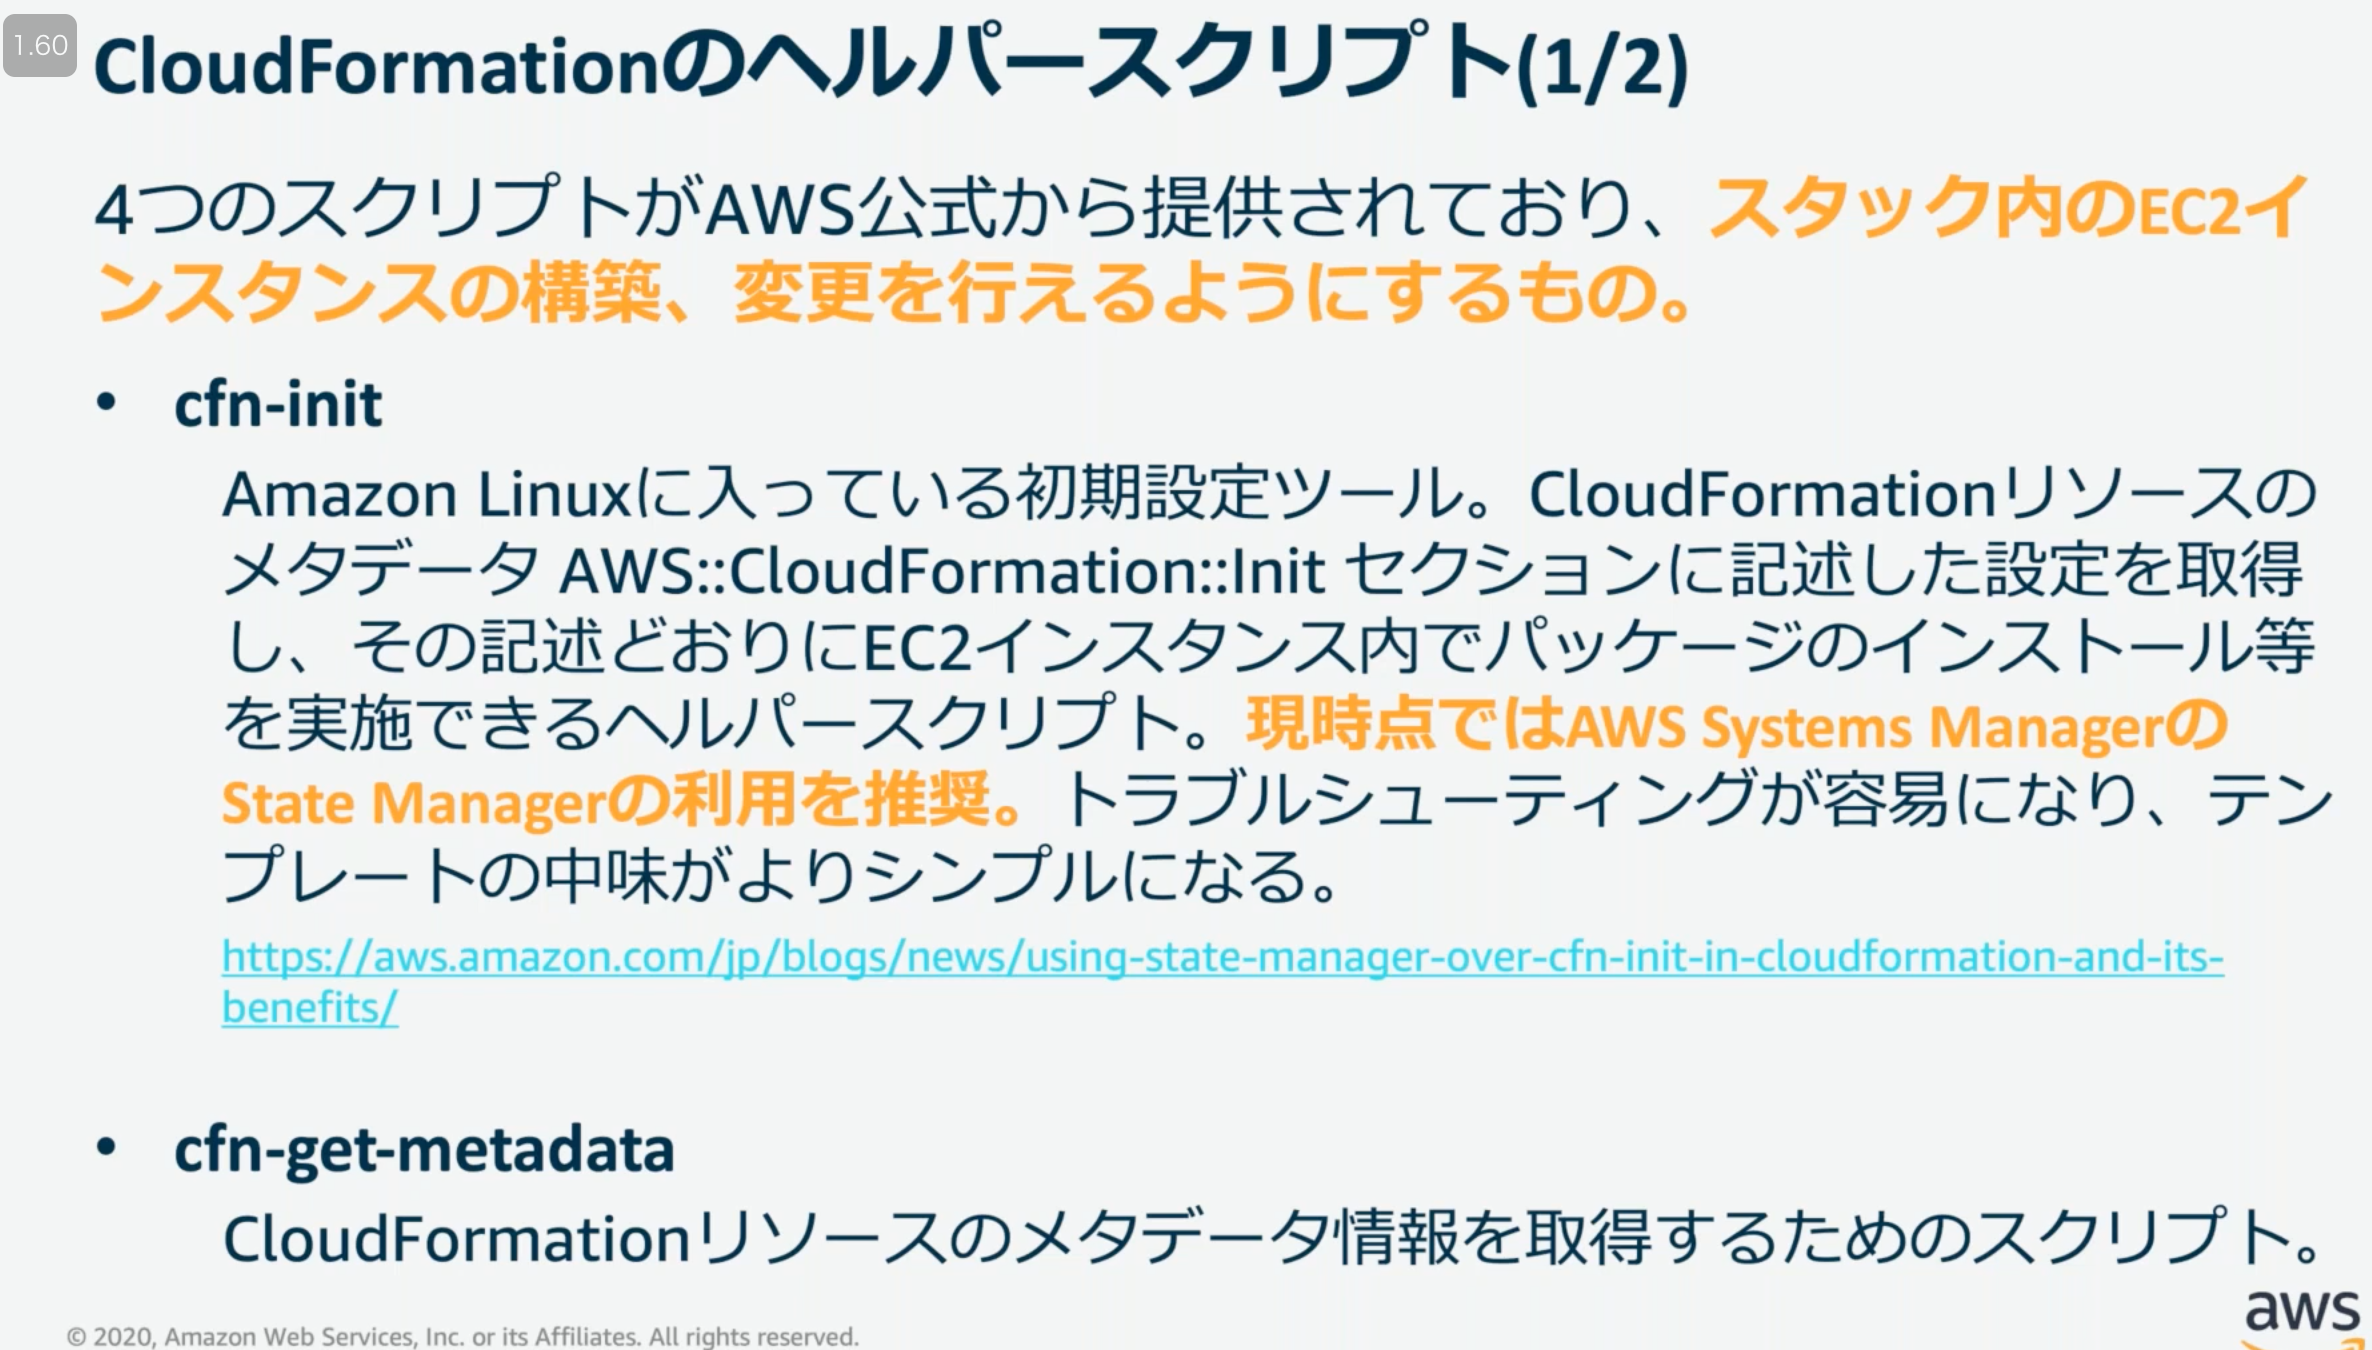 1.60
CloudFormationのヘルパースクリプト(1/2)
4つのスクリプトがAWS公式から提供されており、スタック内のEC2イ
ンスタンスの構築、変更を行えるようにするもの。
• cfn-init
Amazon Linuxに入っている初期設定ツール。CloudFormationリソースの
メタデータ AWS::CloudFormation::Init セクションに記述した設定を取得
し、その記述どおりにEC2インスタンス内でパッケージのインストール等
を実施できるヘルパースクリプト。現時点ではAWS Systems Managerの
State Managerの利用を推奨。トラブルシューティングが容易になり、テン
プレートの中味がよりシンプルになる。
https://aws.amazon.com/jp/blogs/news/using-state-manager-over-cfn-init-in-cloudformation-and-its-
benefits/
• cfn-get-metadata
CloudFormationリソースのメタデータ情報を取得するためのスクリプト。
© 2020, Amazon Web Services, Inc. or its Affiliates. All rights reserved.
aws